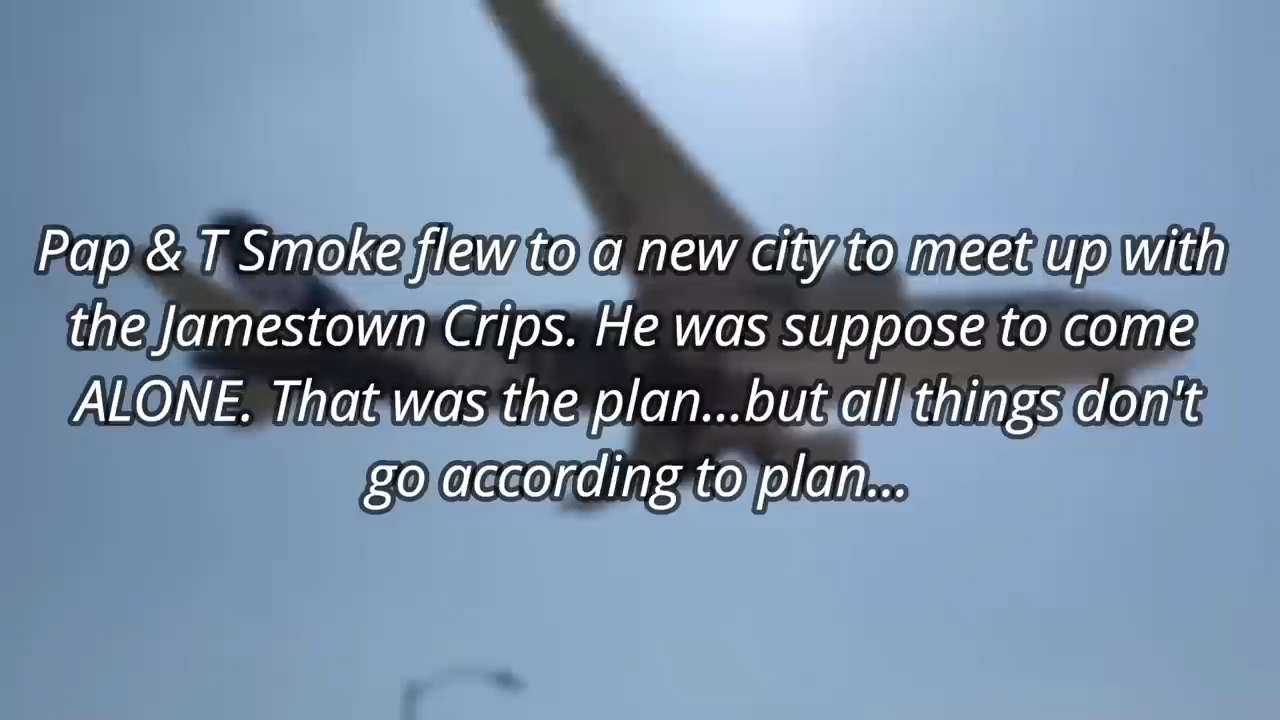 Pap & T Smoke flew to a new city to meet up with
the Jamestown Crips. He was suppose to come
ALONE. That was the plan...but all things don't
go according to plan...